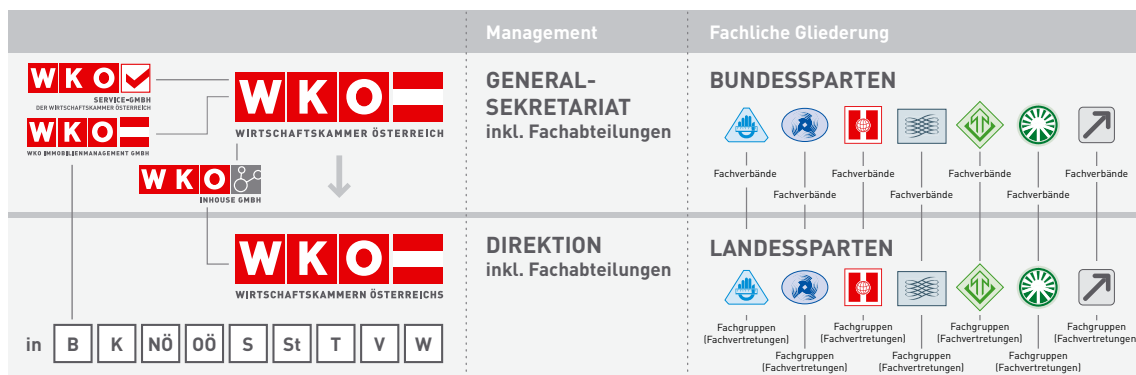 Management
Fachliche Gliederung
WKO
SERVICE-GMBH
DER WIRTSCHAFTSKAMMER ÖSTERREICH
WKO
WKO IMMOBILIENMANAGEMENT GMBH
WKO
WIRTSCHAFTSKAMMER ÖSTERREICH
WKO
INHOUSE GMBH
GENERAL-
SEKRETARIAT
inkl. Fachabteilungen
BUNDESSPARTEN
Fachverbände
Fachverbände
Fachverbände
Fachverbände
Fachverbände
Fachverbände
Fachverbände
WKO
WIRTSCHAFTSKAMMERN ÖSTERREICHS
in B K NÖ OÖ S St T V W
DIREKTION
inkl. Fachabteilungen
LANDESSPARTEN
Fachgruppen
(Fachvertretungen)
Fachgruppen
(Fachvertretungen)
Fachgruppen
(Fachvertretungen)
Fachgruppen
(Fachvertretungen)
Fachgruppen
(Fachvertretungen)
Fachgruppen
(Fachvertretungen)
Fachgruppen
(Fachvertretungen)